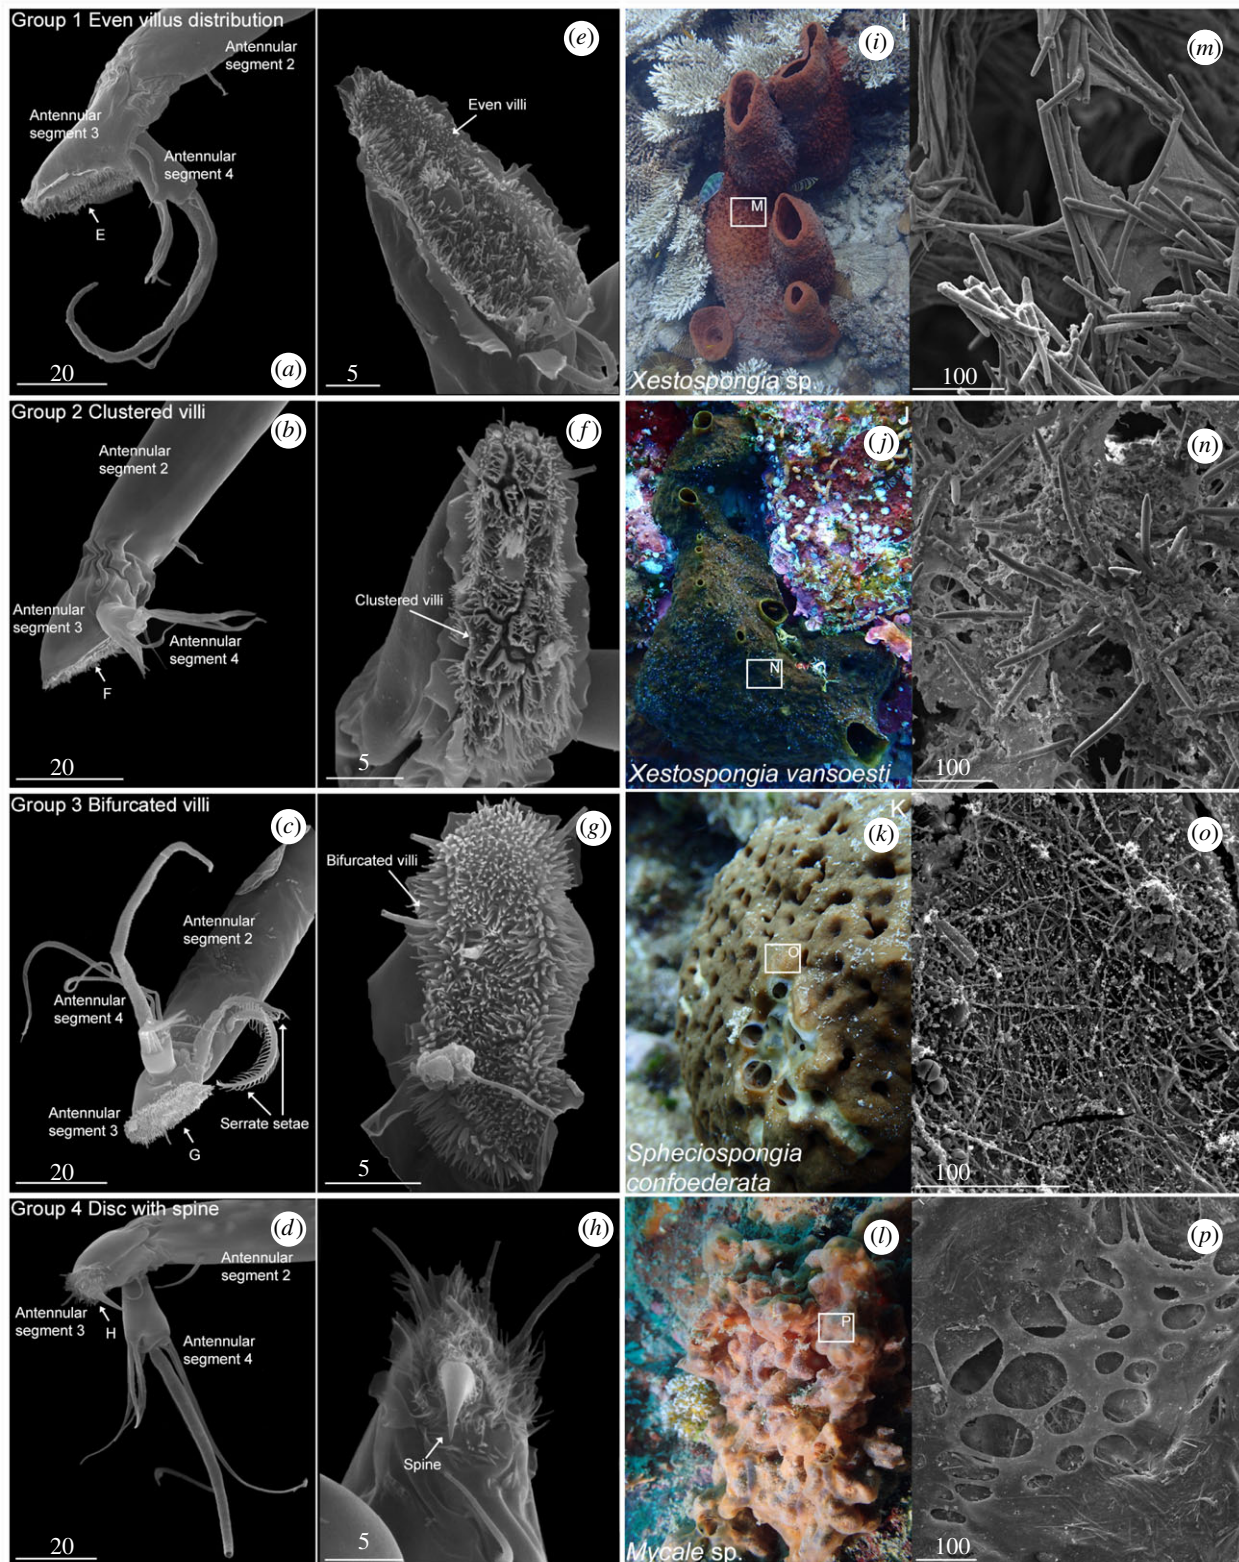 Group 1 Even villus distribution
Antennular
segment 2
Antennular
segment 3
Antennular
segment 4
E
20
(a)
(e)
Even villi
5
I
(i)
M
Xestospongia sp.
(m)
100
Group 2 Clustered villi
(b)
Antennular
segment 2
Antennular
segment 3
Antennular
segment 4
F
20
(f)
Clustered villi
5
J
(j)
N
Xestospongia vansoesti
(n)
100
Group 3 Bifurcated villi
(c)
Antennular
segment 2
Antennular
segment 4
Antennular
segment 3
Serrate setae
G
20
(g)
Bifurcated villi
5
K
(k)
O
Spheciospongia
confoederata
(o)
100
Group 4 Disc with spine
(d)
Antennular
segment 2
Antennular
segment 3
H
Antennular
segment 4
20
(h)
Spine
5
(l)
P
Mycale sp.
(p)
100